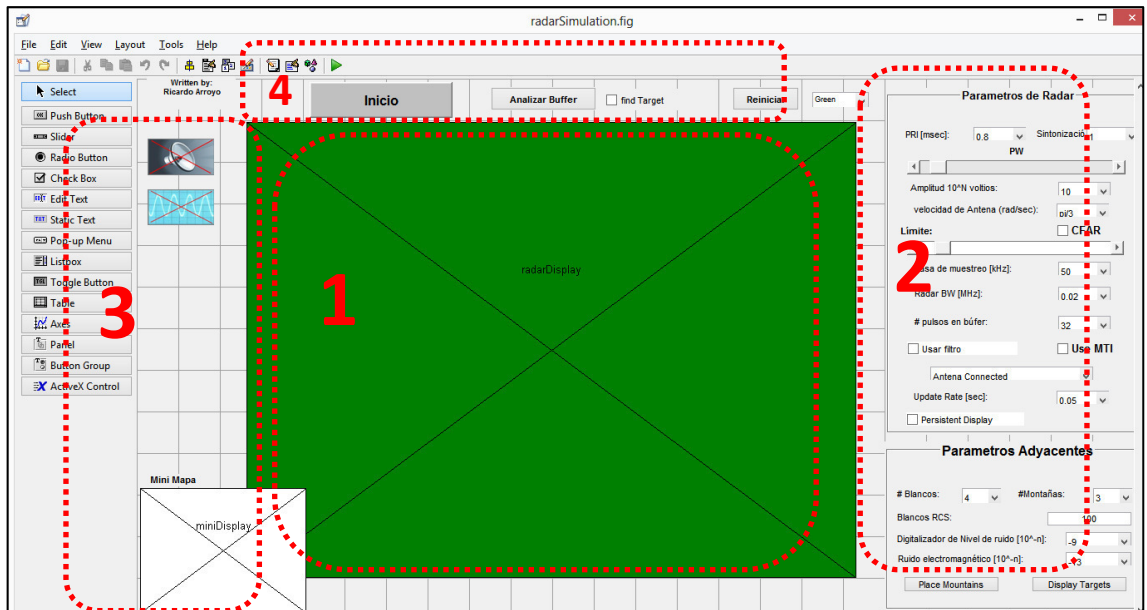 radarSimulation.fig
File Edit View Layout Tools Help
Select
Push Button
Slider
Radio Button
Check Box
Edit Text
Static Text
Pop-up Menu
Listbox
Toggle Button
Table
Axes
Panel
Button Group
ActiveX Control
3
Written by:
Ricardo Arroyo
4
Inicio
Analizar Buffer
find Target
Reiniciar
Green
radarDisplay
1
Mini Mapa
miniDisplay
Parametros de Radar
PRI [msec]: 0.8
PW
Amplitud 10^N voltios: 10
velocidad de Antena (rad/sec): pi/3
Limite: CFAR
2
de muestreo [kHz]: 50
Radar BW [MHz]: 0.02
# pulsos en búfer: 32
Usar filtro
MTI
Antena Connected
Update Rate [sec]: 0.05
Persistent Display
Parametros Adyacentes
# Blancos: 4 #Montañas: 3
Blancos RCS: 100
Digitalizador de Nivel de ruido [10^-n]: -9
Ruido electromagnético [10^-n]:
Place Mountains Display Targets